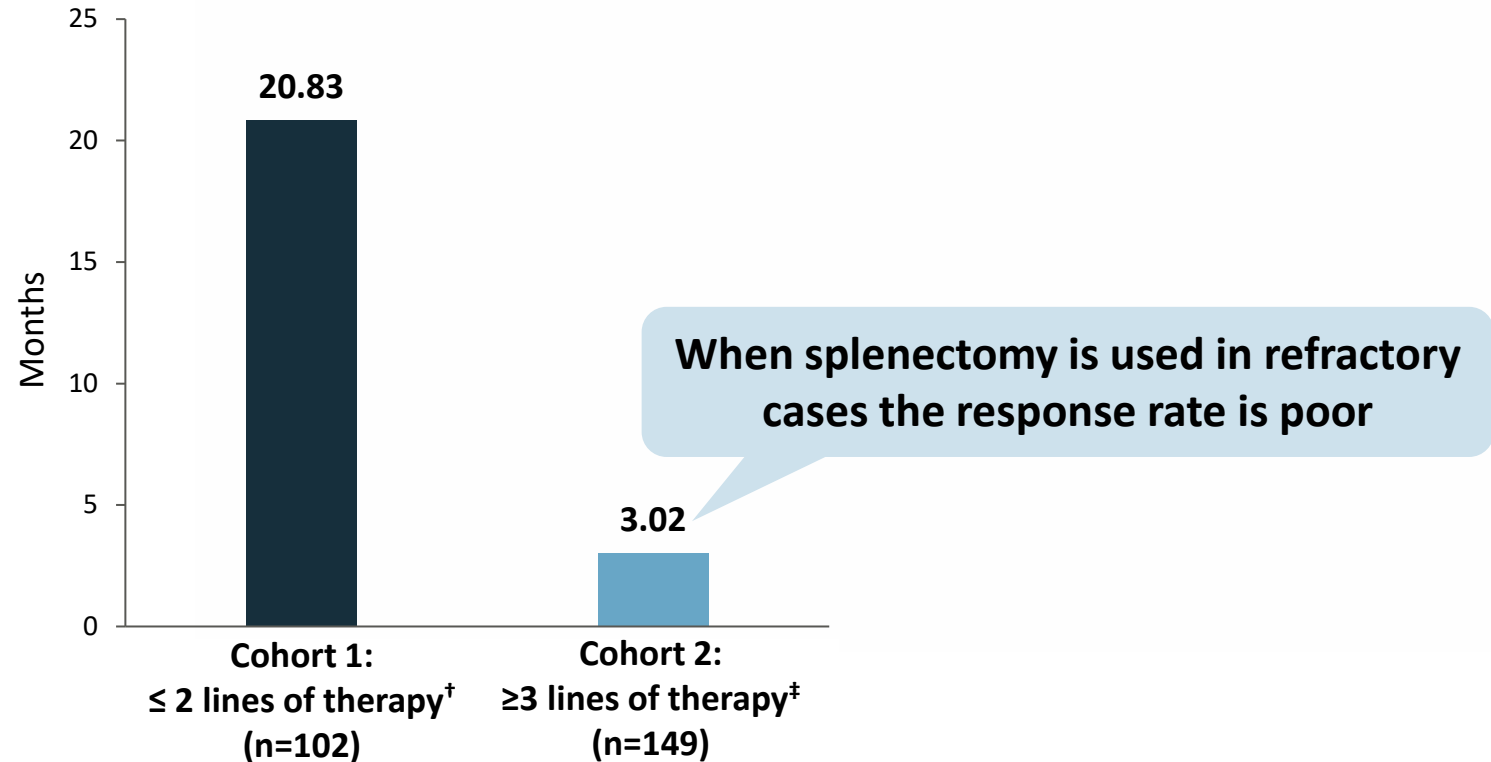 25
20
15
10
5
0
Months
20.83
3.02
When splenectomy is used in refractory
cases the response rate is poor
Cohort 1:
≤ 2 lines of therapy†
(n=102)
Cohort 2:
≥3 lines of therapy‡
(n=149)